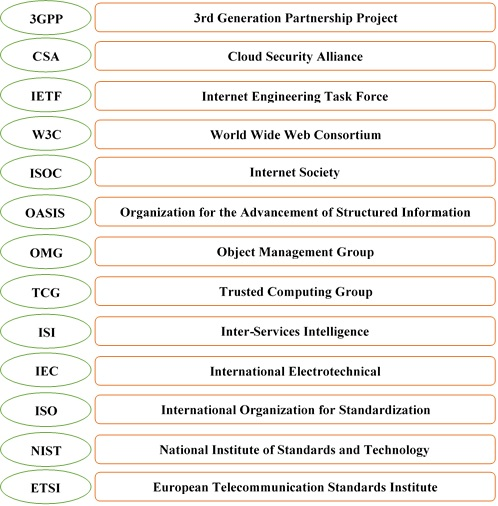 3GPP 3rd Generation Partnership Project
CSA Cloud Security Alliance
IETF Internet Engineering Task Force
W3C World Wide Web Consortium
ISOC Internet Society
OASIS Organization for the Advancement of Structured Information
OMG Object Management Group
TCG Trusted Computing Group
ISI Inter-Services Intelligence
IEC International Electrotechnical
ISO International Organization for Standardization
NIST National Institute of Standards and Technology
ETSI European Telecommunication Standards Institute